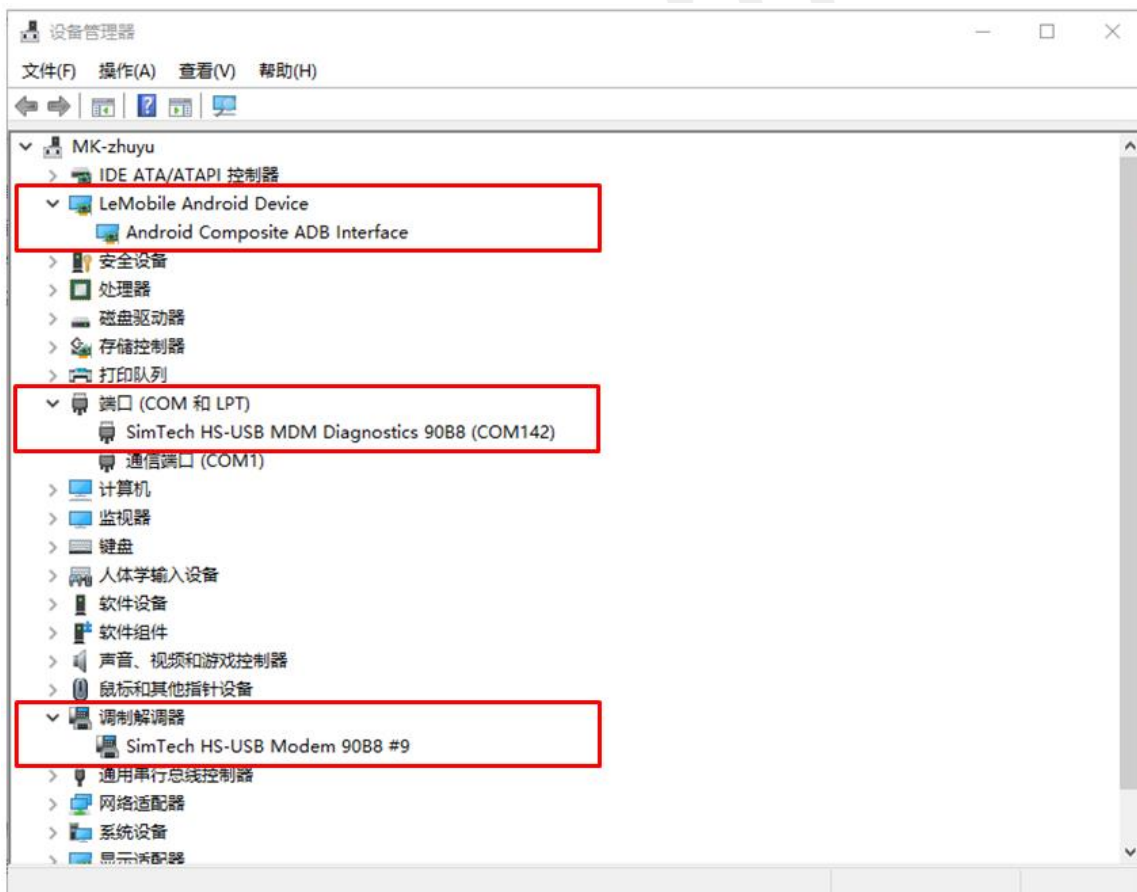 设备管理器
文件(F) 操作(A) 查看(V) 帮助(H)
MK-zhuyu
IDE ATA/ATAPI 控制器
LeMobile Android Device
Android Composite ADB Interface
安全设备
处理器
磁盘驱动器
存储控制器
打印队列
端口 (COM 和 LPT)
SimTech HS-USB MDM Diagnostics 90B8 (COM142)
通信端口 (COM1)
计算机
监视器
键盘
人体学输入设备
软件设备
软件组件
声音、视频和游戏控制器
鼠标和其他指针设备
调制解调器
SimTech HS-USB Modem 90B8 #9
通用串行总线控制器
网络适配器
系统设备
显示适配器